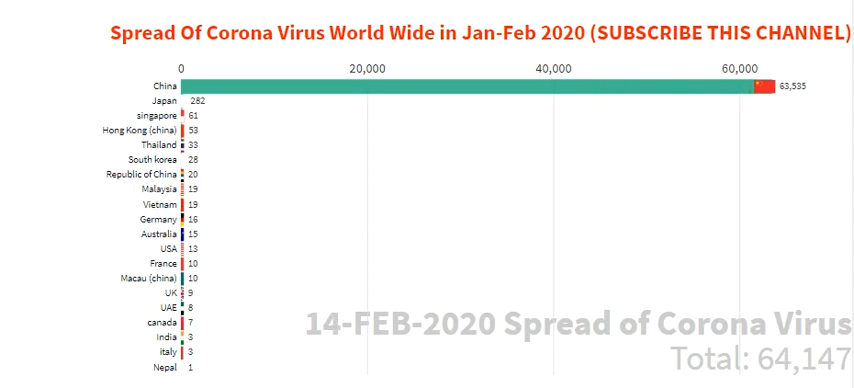 Spread Of Corona Virus World Wide in Jan-Feb 2020 (SUBSCRIBE THIS CHANNEL)
0 20,000 40,000 60,000
China 63,535
Japan 282
singapore 61
Hong Kong (china) 53
Thailand 33
South korea 28
Republic of China 20
Malaysia 19
Vietnam 19
Germany 16
Australia 15
USA 13
France 10
Macau (china) 10
UK 9
UAE 8
canada 7
India 3
italy 3
Nepal 1
14-FEB-2020 Spread of Corona Virus
Total: 64,147